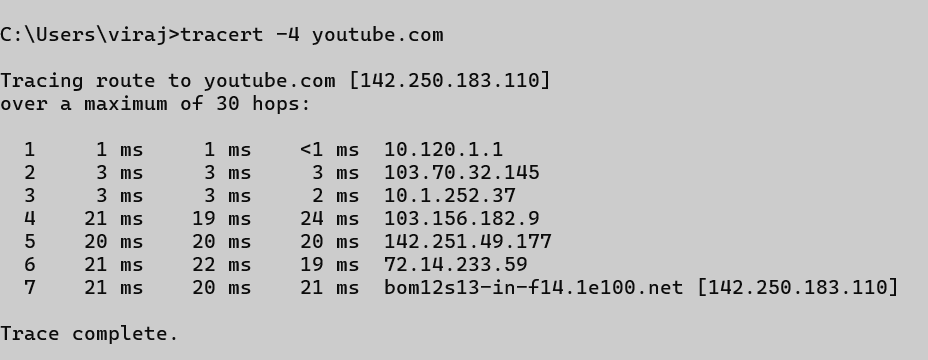 C:\Users\viraj>tracert -4 youtube.com
Tracing route to youtube.com [142.250.183.110]
over a maximum of 30 hops:
1 1 ms 1 ms <1 ms 10.120.1.1
2 3 ms 3 ms 3 ms 103.70.32.145
3 3 ms 3 ms 2 ms 10.1.252.37
4 21 ms 19 ms 24 ms 103.156.182.9
5 20 ms 20 ms 20 ms 142.251.49.177
6 21 ms 22 ms 19 ms 72.14.233.59
7 21 ms 20 ms 21 ms bom12s13-in-f14.1e100.net [142.250.183.110]
Trace complete.